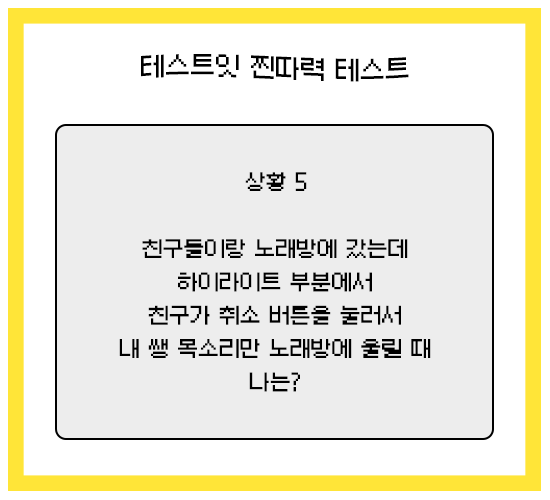 테스트잇 찐따력 테스트
상황 5
친구들이랑 노래방에 갔는데
하이라이트 부분에서
친구가 취소 버튼을 눌러서
내 쌩 목소리만 노래방에 울릴 때
나는?